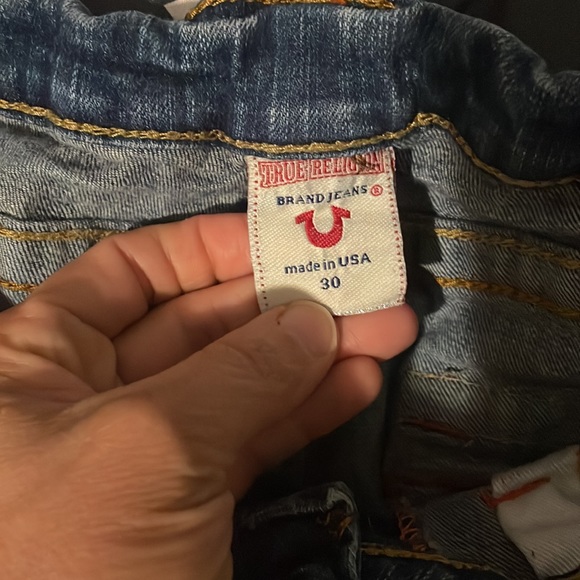 TRUE RELIGION
BRAND JEANS ®
made in USA
30